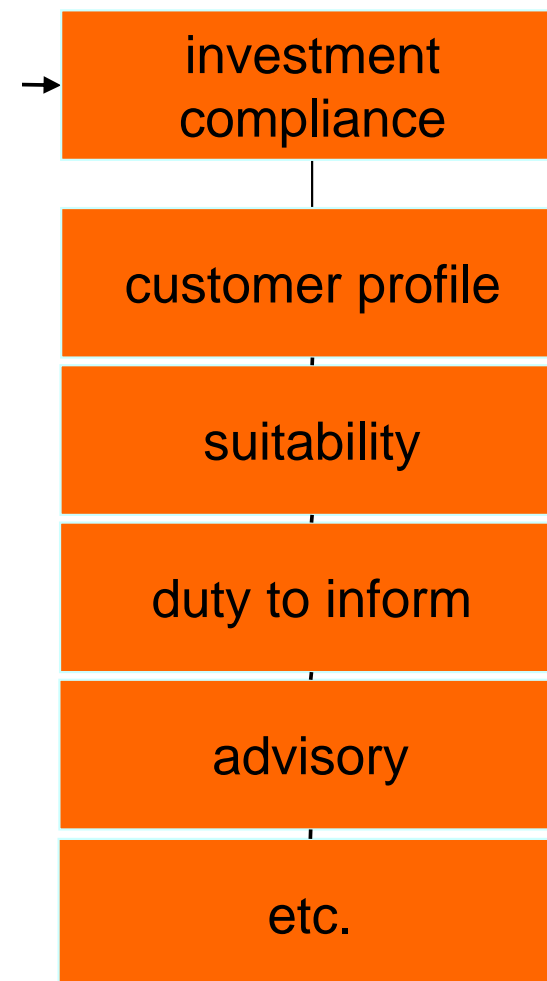 investment
compliance
customer profile
suitability
duty to inform
advisory
etc.